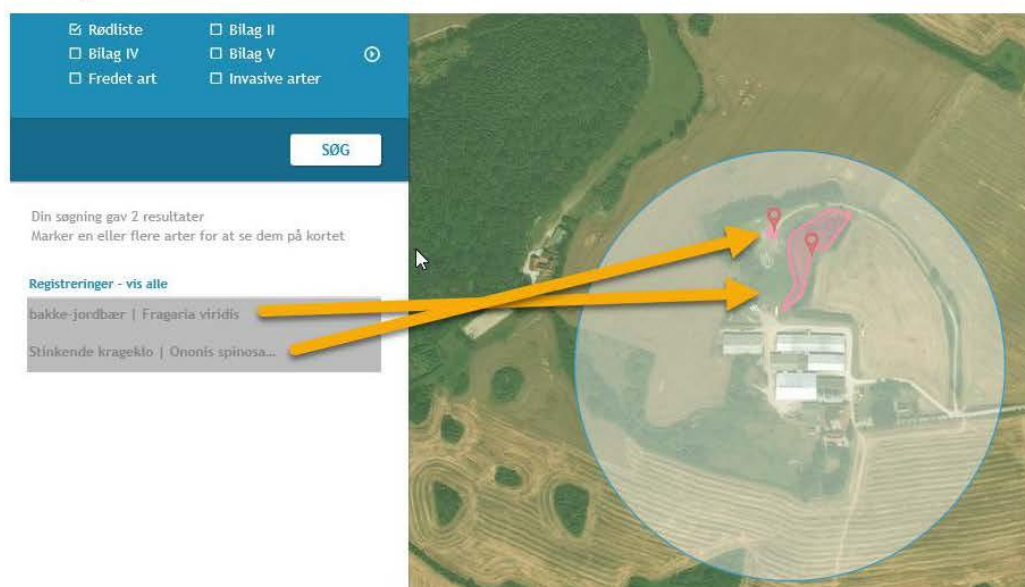 Rødliste Bilag II
Bilag IV Bilag V
Fredet art Invasive arter
SØG
Din søgning gav 2 resultater
Marker en eller flere arter for at se dem på kortet
Registreringer - vis alle
bakke-jordbær | Fragaria viridis
Stinkende krageklo | Ononis spinosa...